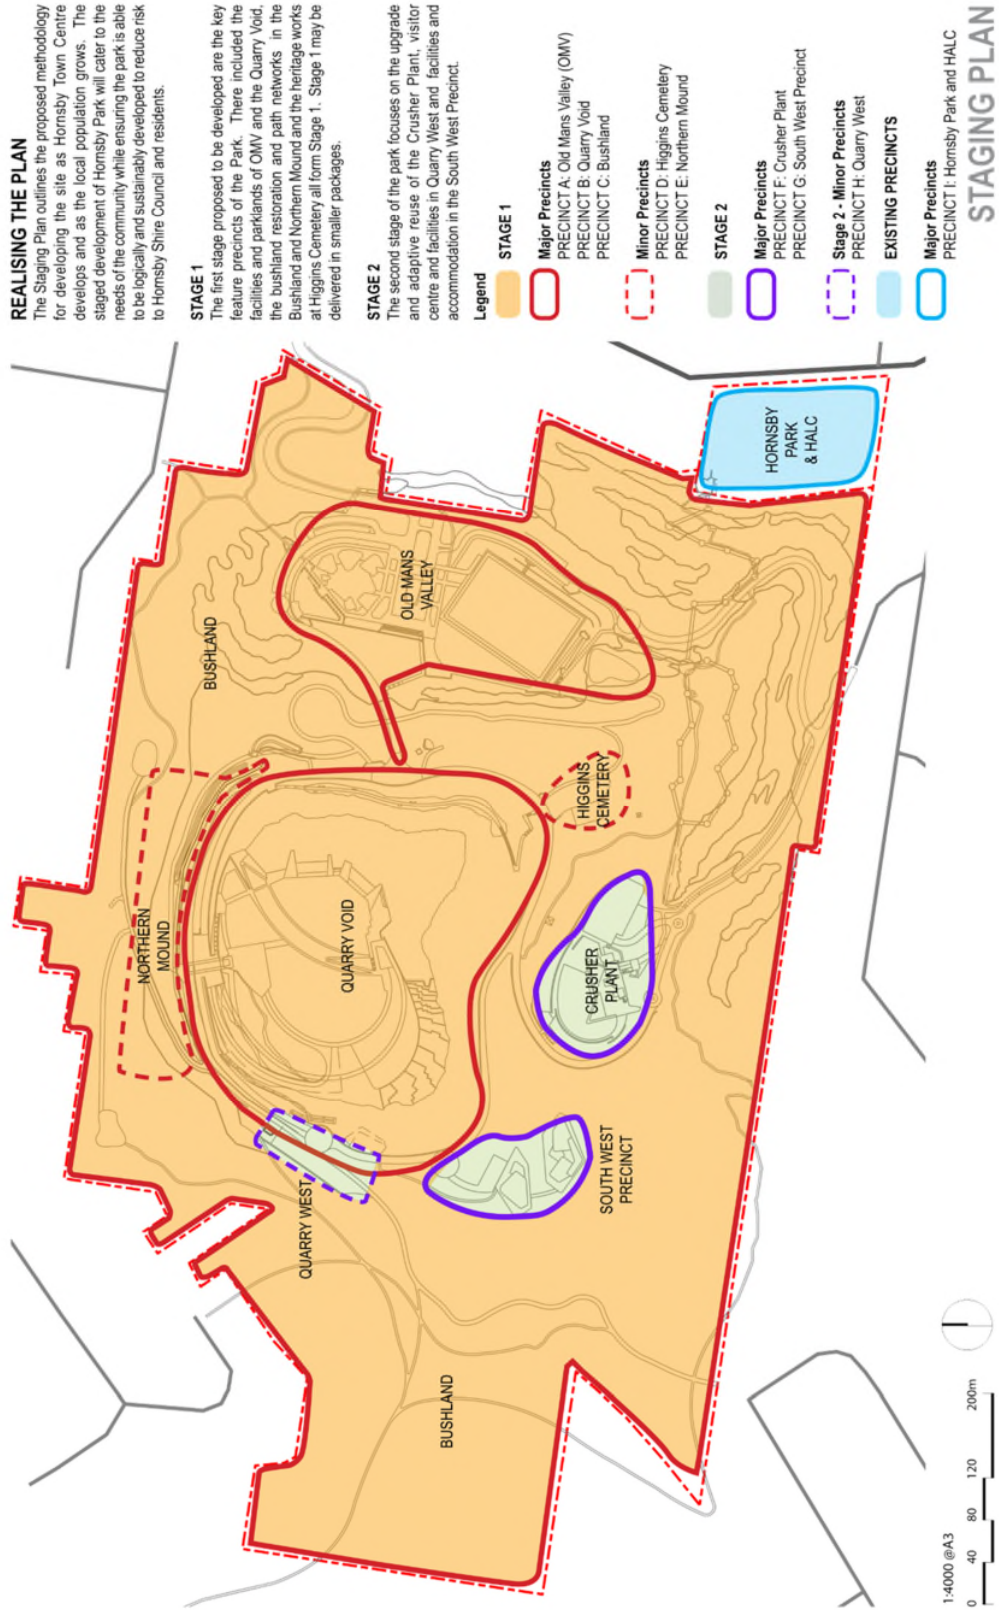 REALISING THE PLAN
The Staging Plan outlines the proposed methodology
for developing the site as Hornsby Town Centre
develops and as the local population grows. The
staged development of Hornsby Park will cater to the
needs of the community while ensuring the park is able
to be logically and sustainably developed to reduce risk
to Hornsby Shire Council and residents.
STAGE 1
The first stage proposed to be developed are the key
feature precincts of the Park. There included the
facilities and parklands of OMV and the Quarry Void,
the bushland restoration and path networks in the
Bushland and Northern Mound and the heritage works
at Higgins Cemetery all form Stage 1. Stage 1 may be
delivered in smaller packages.
STAGE 2
The second stage of the park focuses on the upgrade
and adaptive reuse of the Crusher Plant, visitor
centre and facilities in Quarry West and facilities and
accommodation in the South West Precinct.
Legend
STAGE 1
Major Precincts
PRECINCT A: Old Mans Valley (OMV)
PRECINCT B: Quarry Void
PRECINCT C: Bushland
Minor Precincts
PRECINCT D: Higgins Cemetery
PRECINCT E: Northern Mound
STAGE 2
Major Precincts
PRECINCT F: Crusher Plant
PRECINCT G: South West Precinct
Stage 2 - Minor Precincts
PRECINCT H: Quarry West
EXISTING PRECINCTS
Major Precincts
PRECINCT I: Hornsby Park and HALC
STAGING PLAN
NORTHERN
MOUND
BUSHLAND
QUARRY WEST
QUARRY VOID
OLD MANS
VALLEY
BUSHLAND
SOUTH WEST
PRECINCT
CRUSHER
PLANT
HIGGINS
CEMETERY
HORNSBY
PARK
& HALC
1:4000 @A3
0 40 80 120 200m